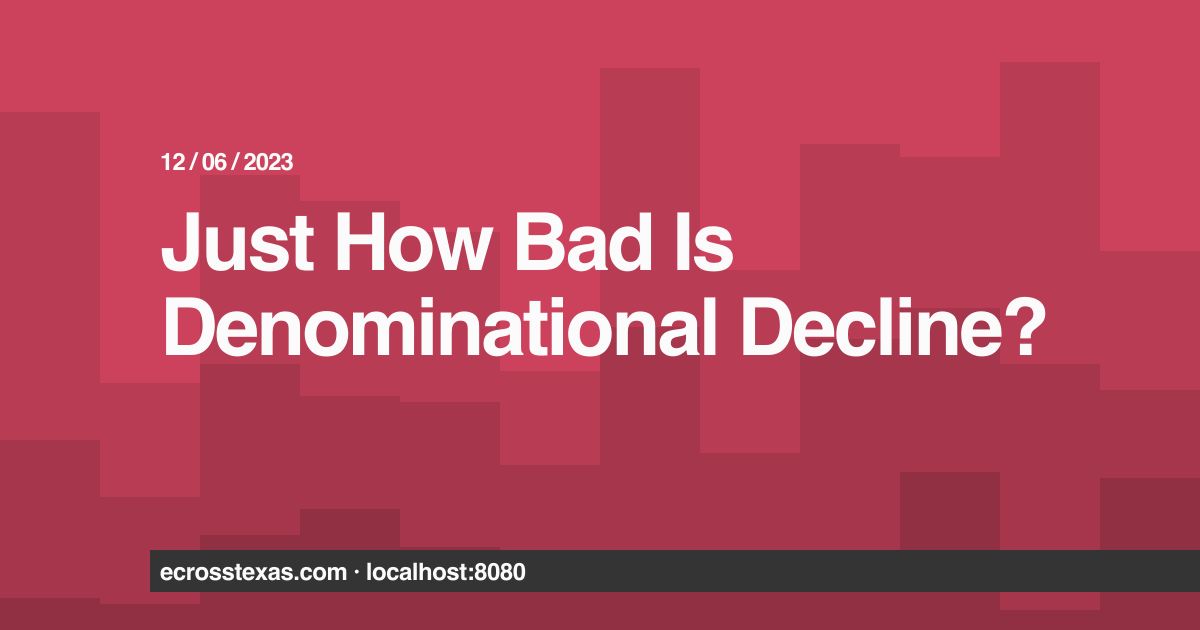 12 / 06 / 2023
Just How Bad Is
Denominational Decline?
ecrosstexas.com · localhost:8080